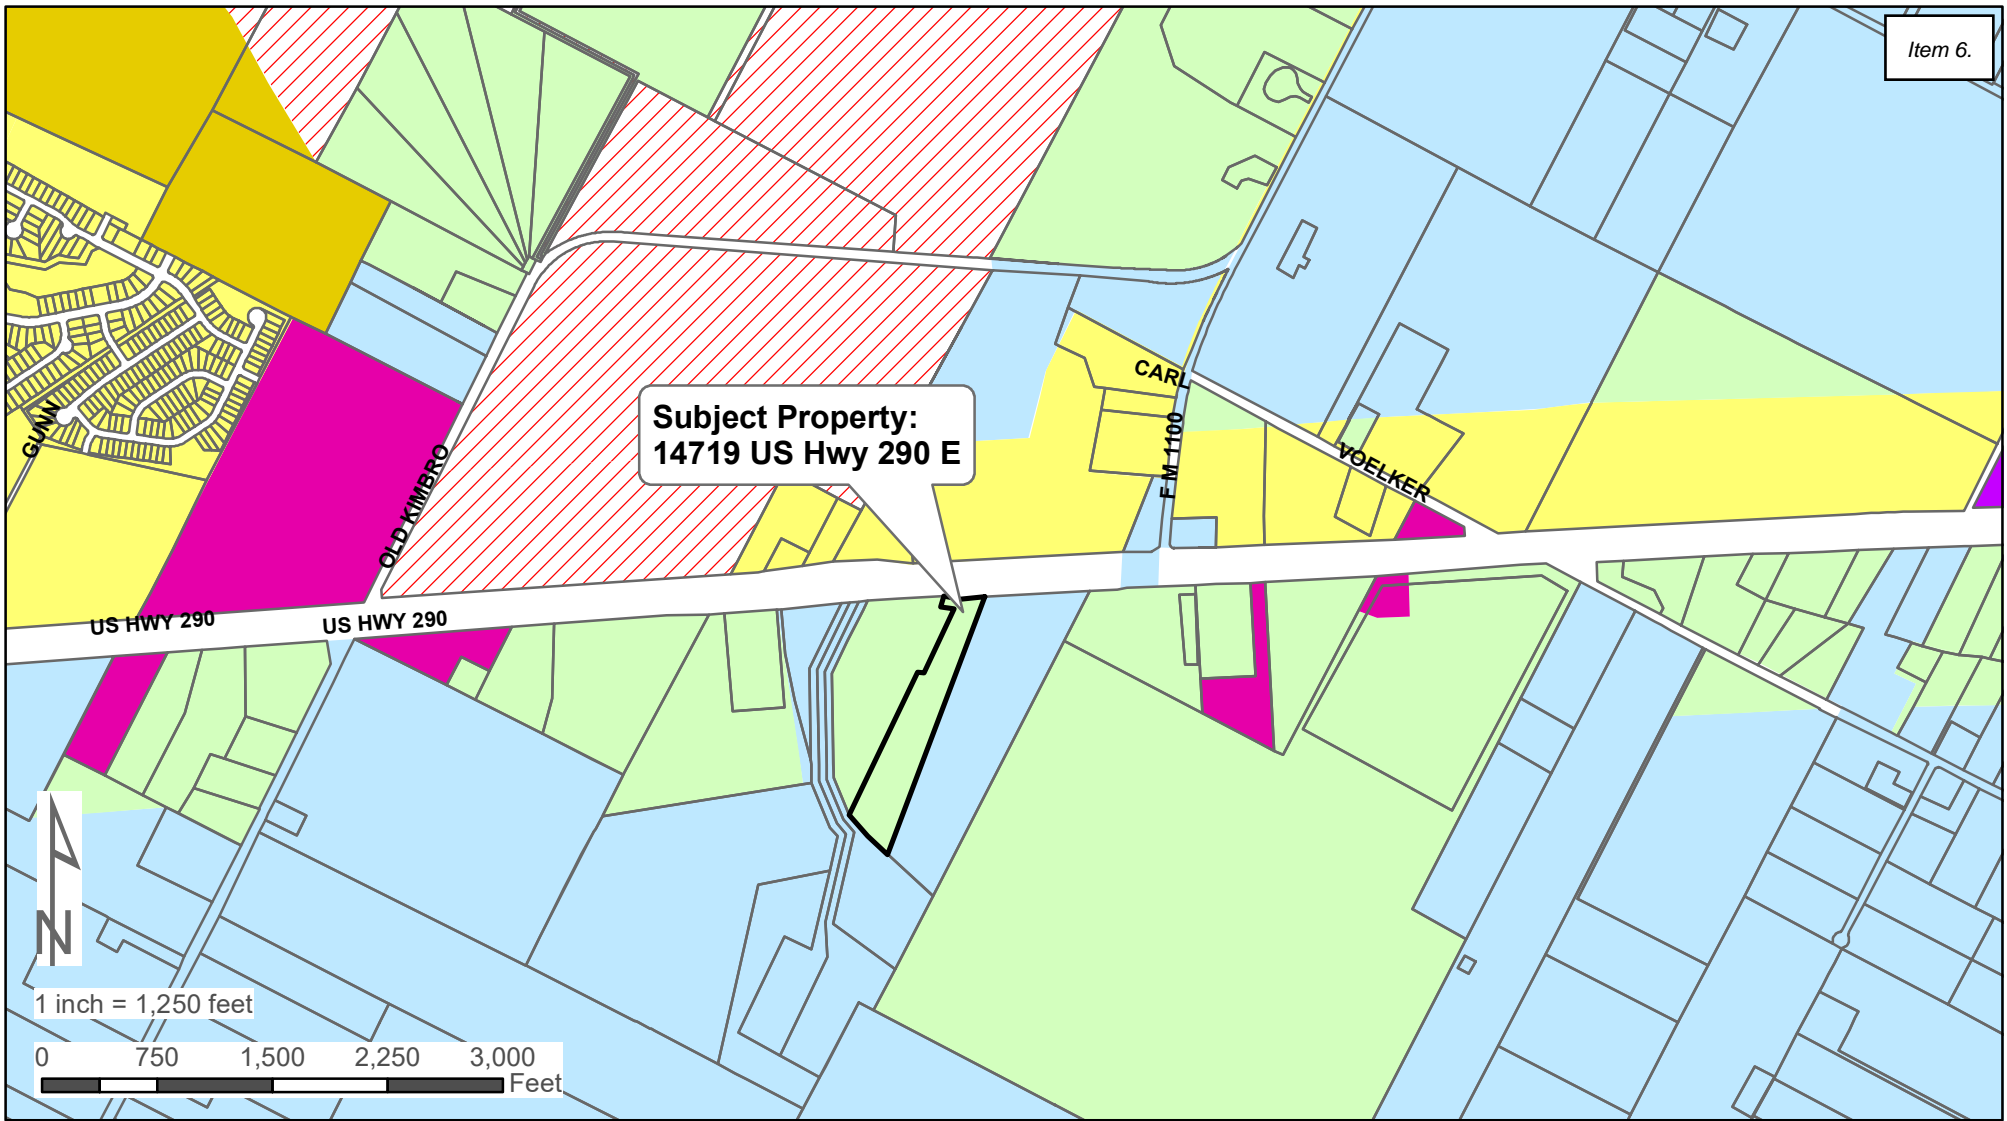 Item 6.
CARL
Subject Property:
14719 US Hwy 290 E
GUNN
OLD KIMBRO
F M 1100
VOELKER
US HWY 290
US HWY 290
N
1 inch = 1,250 feet
0 750 1,500 2,250 3,000
Feet